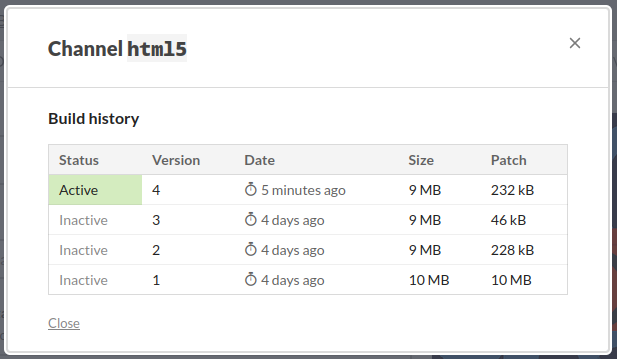 Channel html5
Build history
Status Version Date Size Patch
Active 4 5 minutes ago 9 MB 232 kB
Inactive 3 4 days ago 9 MB 46 kB
Inactive 2 4 days ago 9 MB 228 kB
Inactive 1 4 days ago 10 MB 10 MB
Close